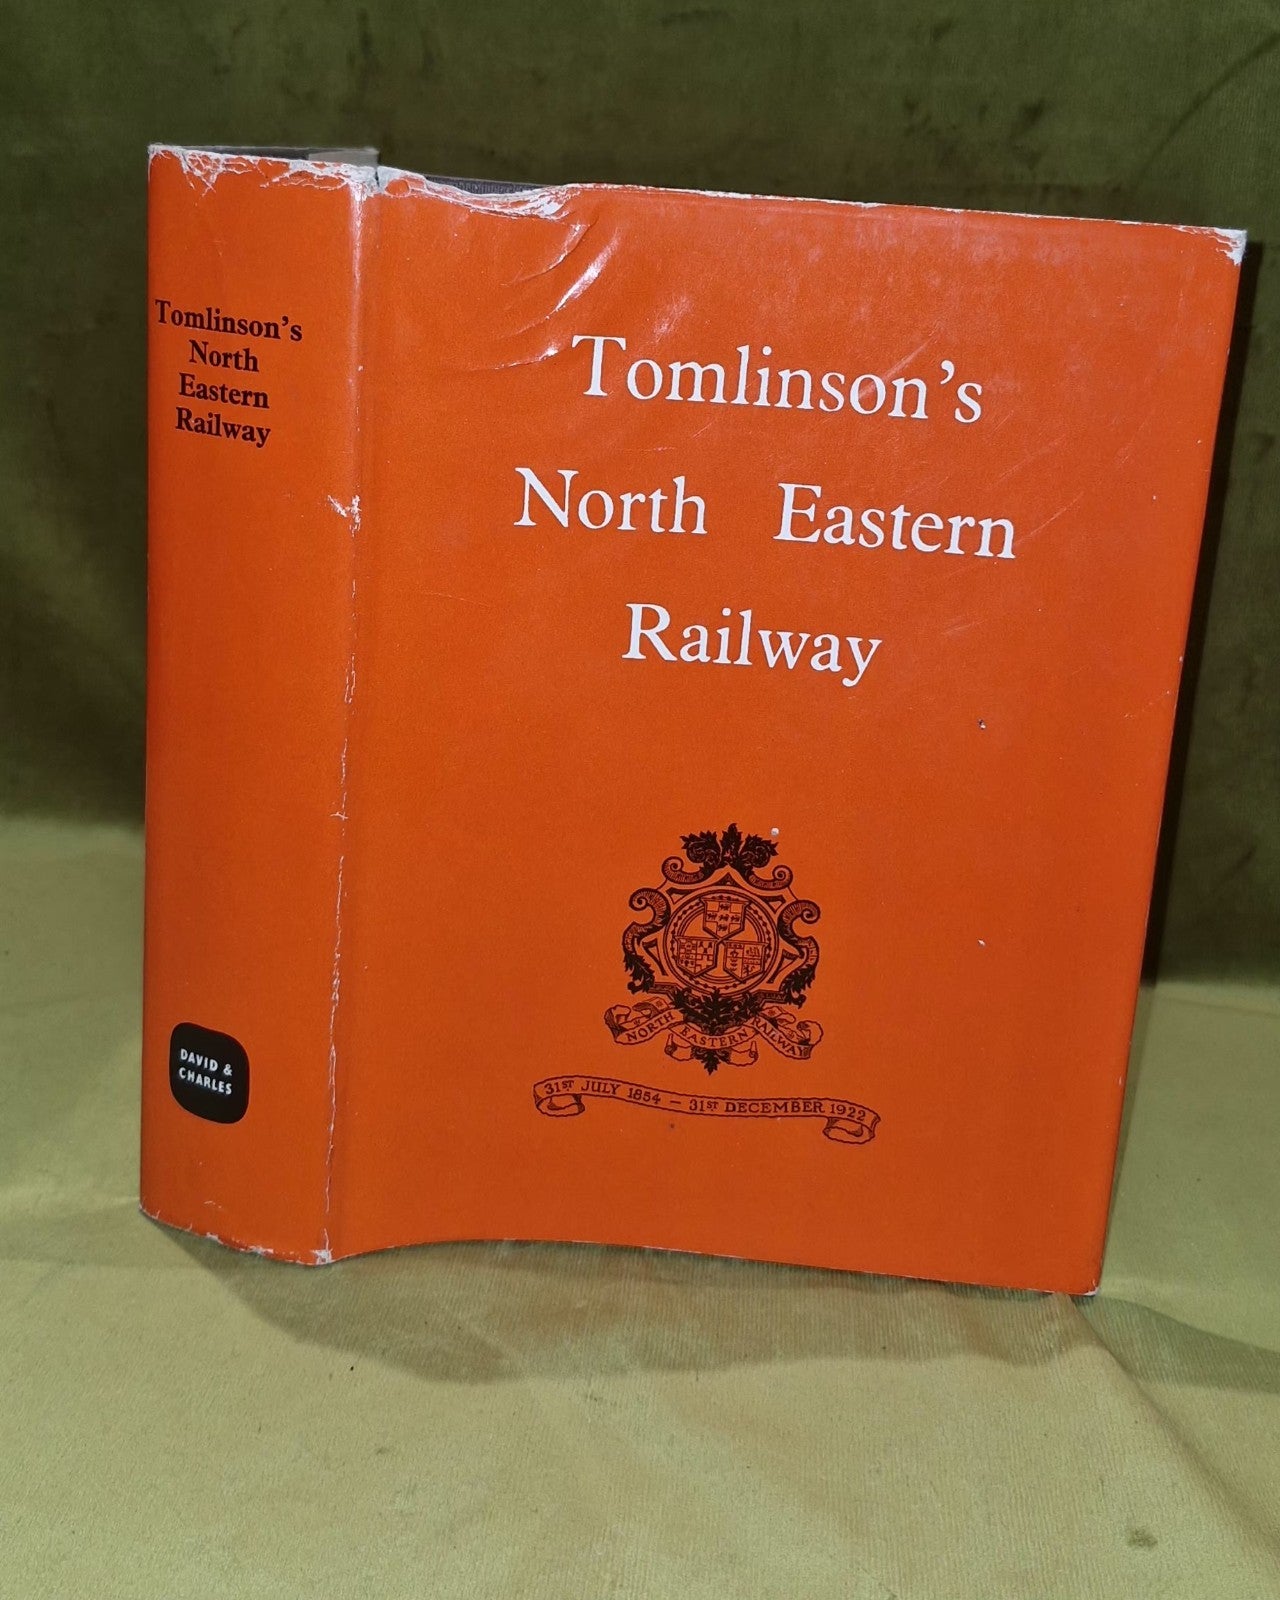 Tomlinson's
North
Eastern
Railway
DAVID &
CHARLES
Tomlinson's
North Eastern
Railway
NORTH EASTERN RAILWAY
31ST JULY 1854 – 31ST DECEMBER 1922